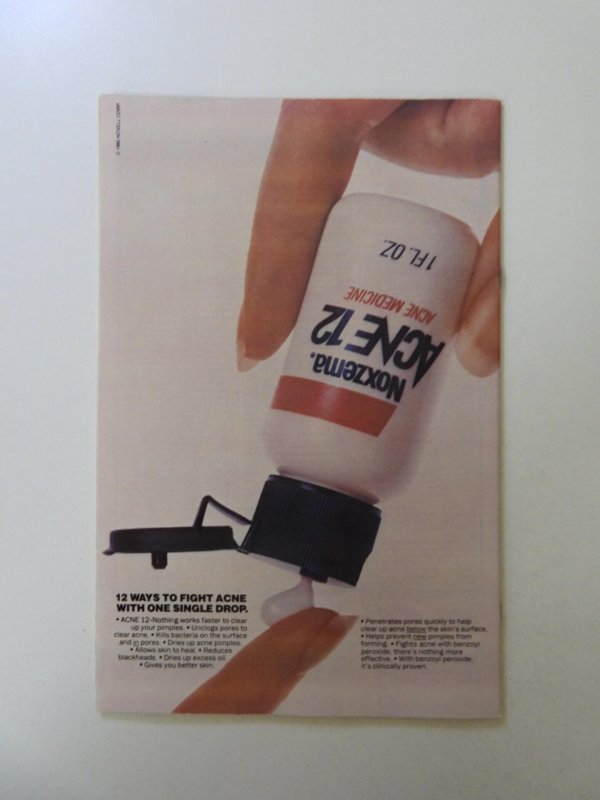 © 1985 NOXELL CORP.
1 FL. OZ.
ACNE MEDICINE
ACNE 12
Noxzema®
12 WAYS TO FIGHT ACNE
WITH ONE SINGLE DROP.
• ACNE 12-Nothing works faster to clear
up your pimples. • Unclogs pores to
clear acne. • Kills bacteria on the surface
and in pores. • Dries up acne pimples.
• Allows skin to heal. • Reduces
blackheads. • Dries up excess oil.
• Gives you better skin.
• Penetrates pores quickly to help
clear up acne below the skin's surface.
• Helps prevent new pimples from
forming. • Fights acne with benzoyl
peroxide, there's nothing more
effective. • With benzoyl peroxide,
it's clinically proven.